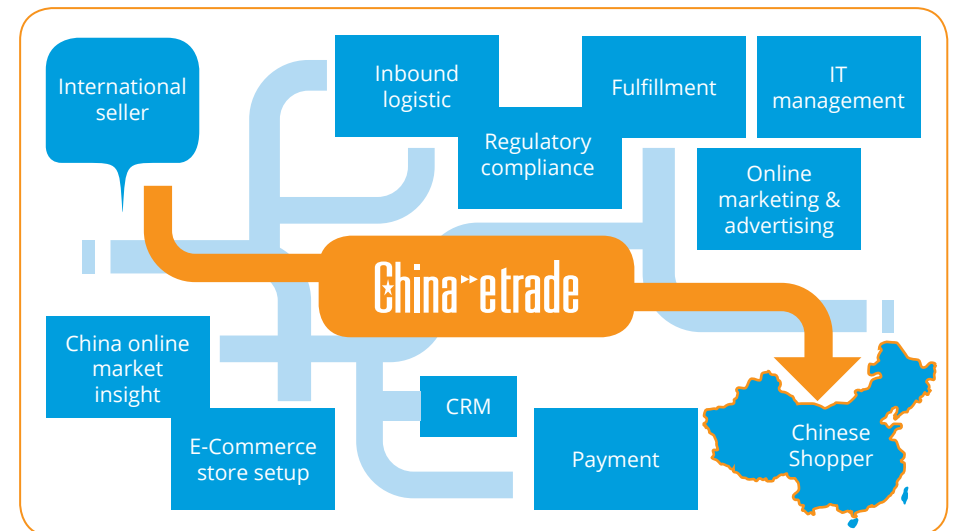 International
seller
Inbound
logistic
Regulatory
compliance
Fulfillment
IT
management
Online
marketing &
advertising
China etrade
China online
market
insight
E-Commerce
store setup
CRM
Payment
Chinese
Shopper